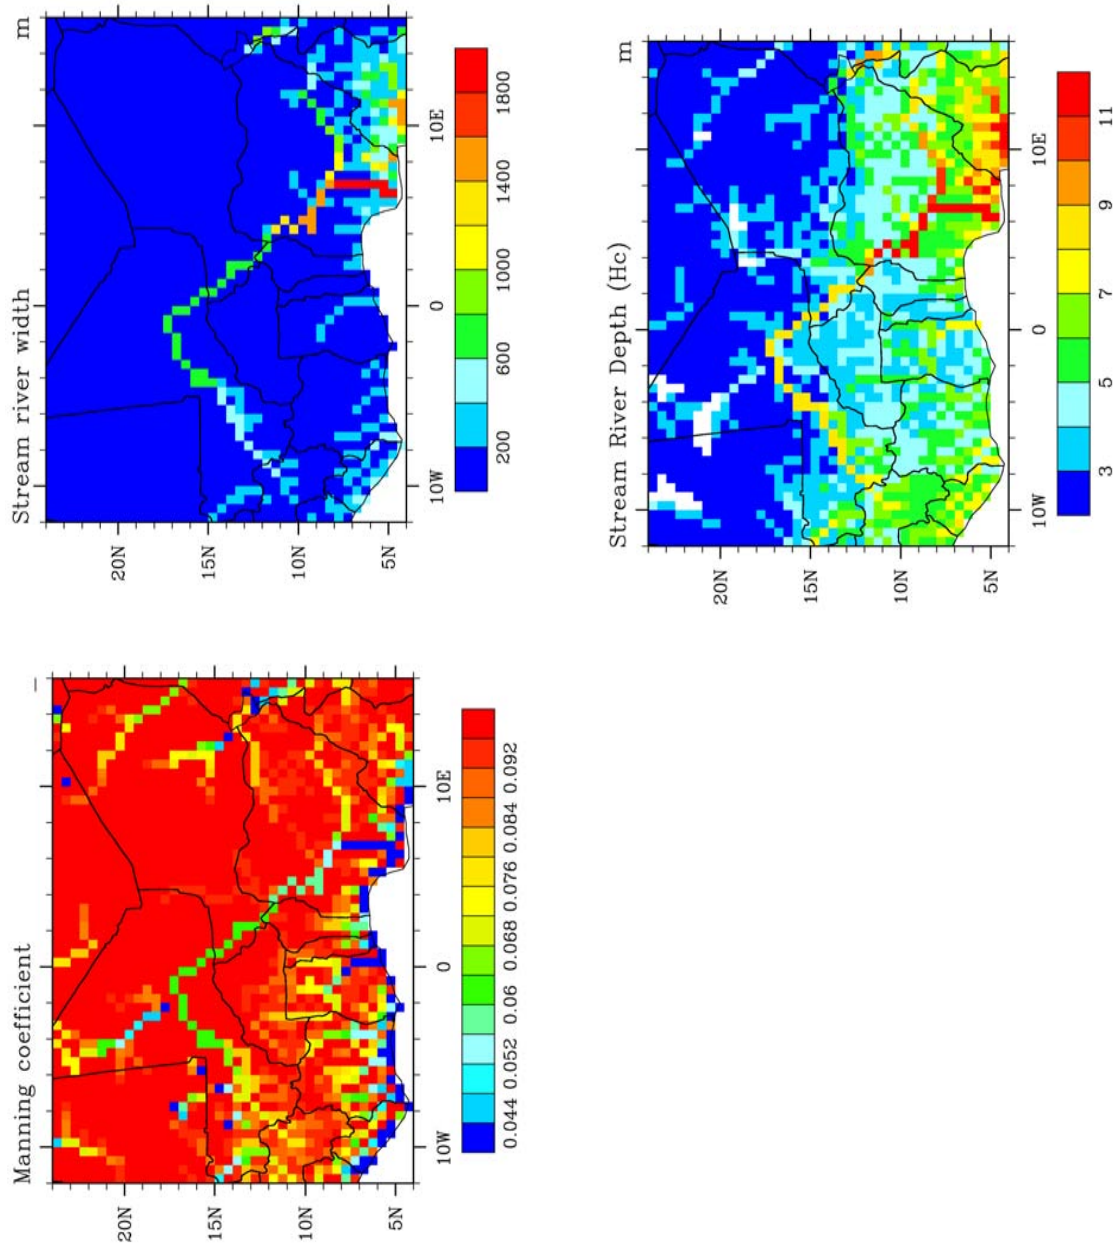 Manning coefficient
—
20N
15N
10N
5N
10W
0
10E
0.044 0.052 0.06 0.068 0.076 0.084 0.092
Stream river width
m
20N
15N
10N
5N
10W
0
10E
200 600 1000 1400 1800
Stream River Depth (Hc)
m
20N
15N
10N
5N
10W
0
10E
3 5 7 9 11